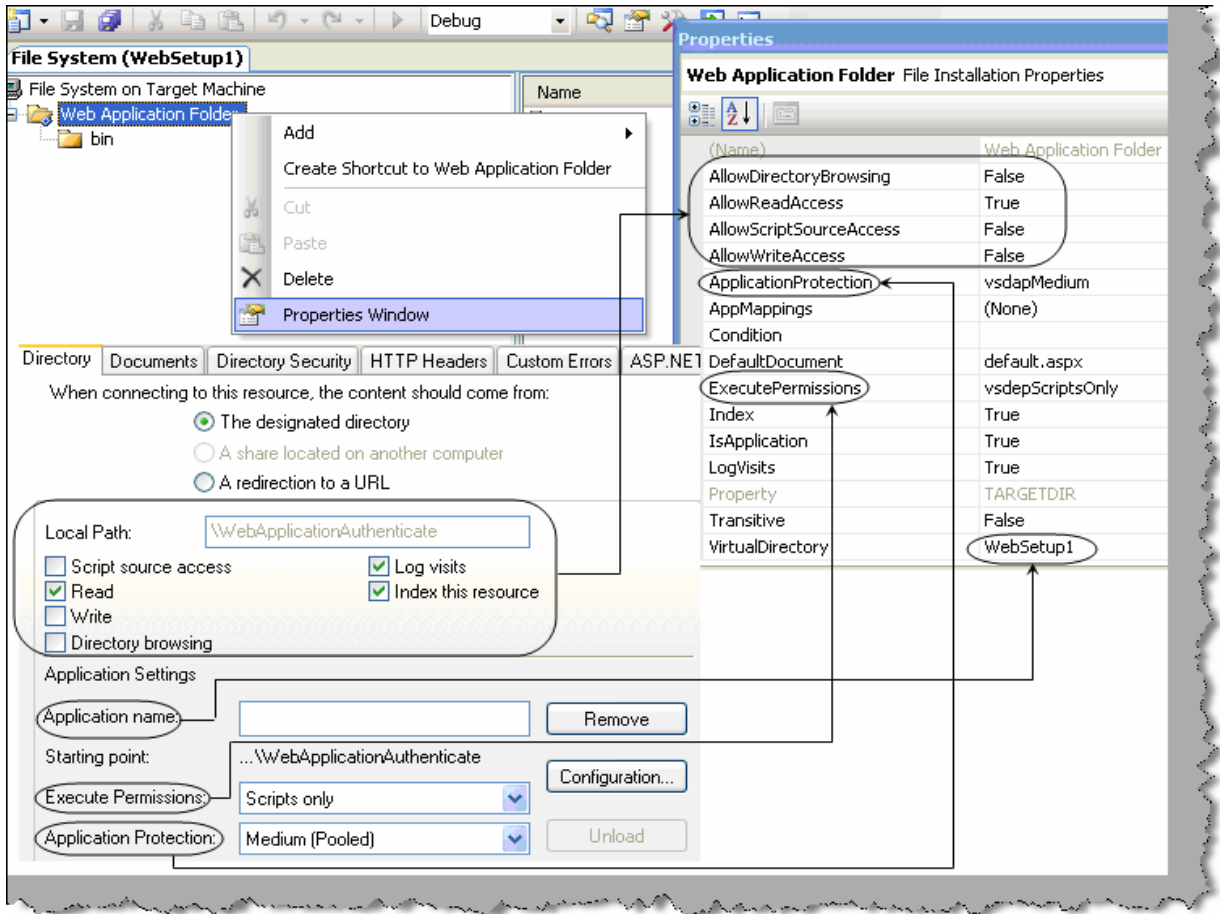 Debug
File System (WebSetup1)
File System on Target Machine
Web Application Folder
bin
Name
Add
Create Shortcut to Web Application Folder
Cut
Paste
Delete
Properties Window
Properties
Web Application Folder File Installation Properties
(Name) Web Application Folder
AllowDirectoryBrowsing False
AllowReadAccess True
AllowScriptSourceAccess False
AllowWriteAccess False
ApplicationProtection vsdapMedium
AppMappings (None)
Condition
DefaultDocument default.aspx
ExecutePermissions vsdepScriptsOnly
Index True
IsApplication True
LogVisits True
Property TARGETDIR
Transitive False
VirtualDirectory WebSetup1
Directory Documents Directory Security HTTP Headers Custom Errors ASP.NET
When connecting to this resource, the content should come from:
The designated directory
A share located on another computer
A redirection to a URL
Local Path: \WebApplicationAuthenticate
Script source access Log visits
Read Index this resource
Write
Directory browsing
Application Settings
Application name: Remove
Starting point: ...\WebApplicationAuthenticate
Configuration...
Execute Permissions: Scripts only
Application Protection: Medium (Pooled) Unload